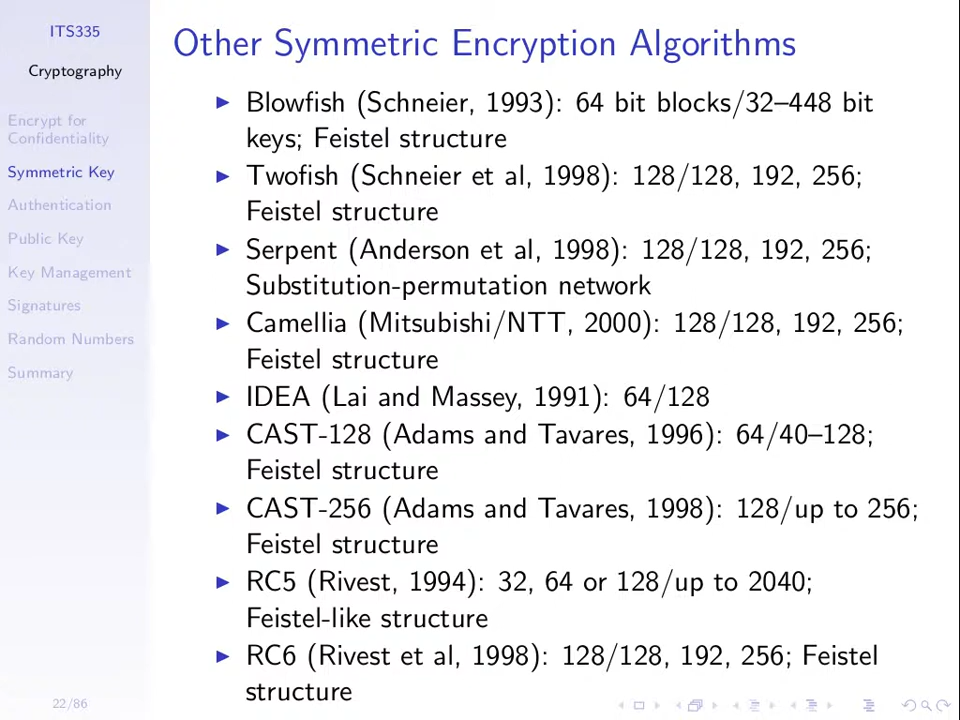 ITS335
Cryptography
Encrypt for
Confidentiality
Symmetric Key
Authentication
Public Key
Key Management
Signatures
Random Numbers
Summary
22/86
Other Symmetric Encryption Algorithms
Blowfish (Schneier, 1993): 64 bit blocks/32–448 bit
keys; Feistel structure
Twofish (Schneier et al, 1998): 128/128, 192, 256;
Feistel structure
Serpent (Anderson et al, 1998): 128/128, 192, 256;
Substitution-permutation network
Camellia (Mitsubishi/NTT, 2000): 128/128, 192, 256;
Feistel structure
IDEA (Lai and Massey, 1991): 64/128
CAST-128 (Adams and Tavares, 1996): 64/40–128;
Feistel structure
CAST-256 (Adams and Tavares, 1998): 128/up to 256;
Feistel structure
RC5 (Rivest, 1994): 32, 64 or 128/up to 2040;
Feistel-like structure
RC6 (Rivest et al, 1998): 128/128, 192, 256; Feistel
structure